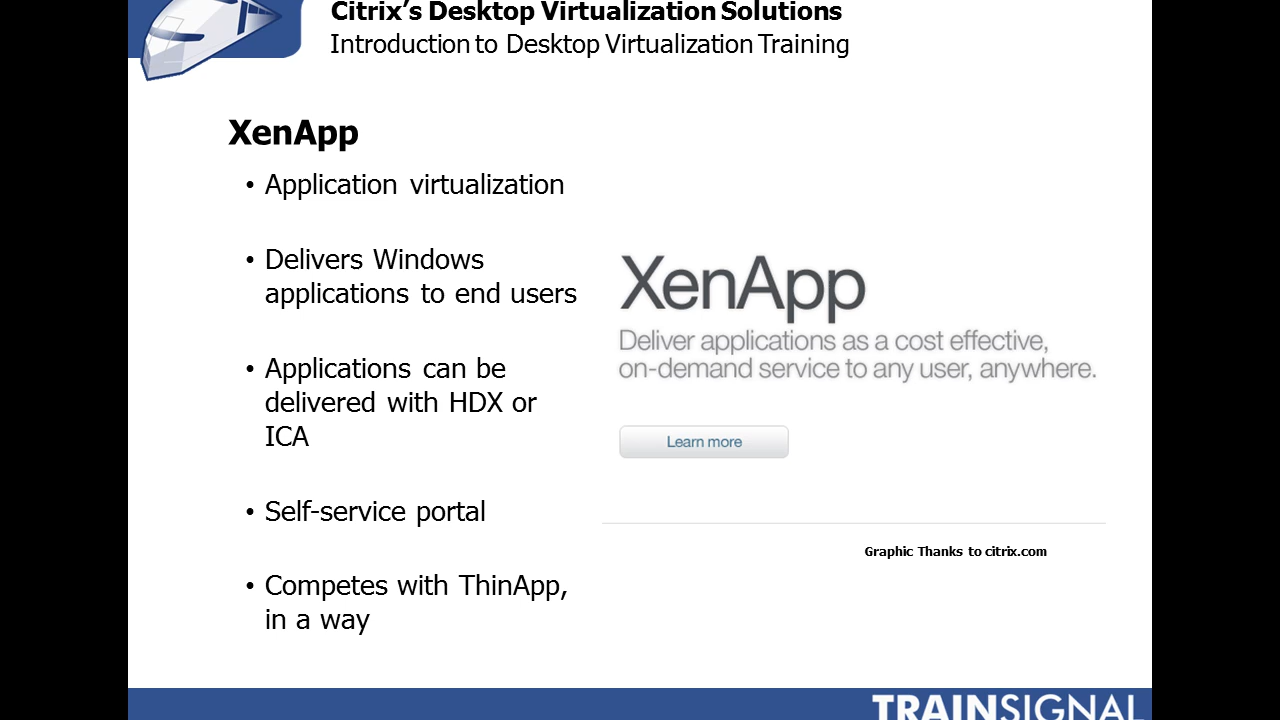 Citrix's Desktop Virtualization Solutions
Introduction to Desktop Virtualization Training
XenApp
• Application virtualization
• Delivers Windows
applications to end users
• Applications can be
delivered with HDX or
ICA
• Self-service portal
• Competes with ThinApp,
in a way
XenApp
Deliver applications as a cost effective,
on-demand service to any user, anywhere.
Learn more
Graphic Thanks to citrix.com
TRAINSIGNAL